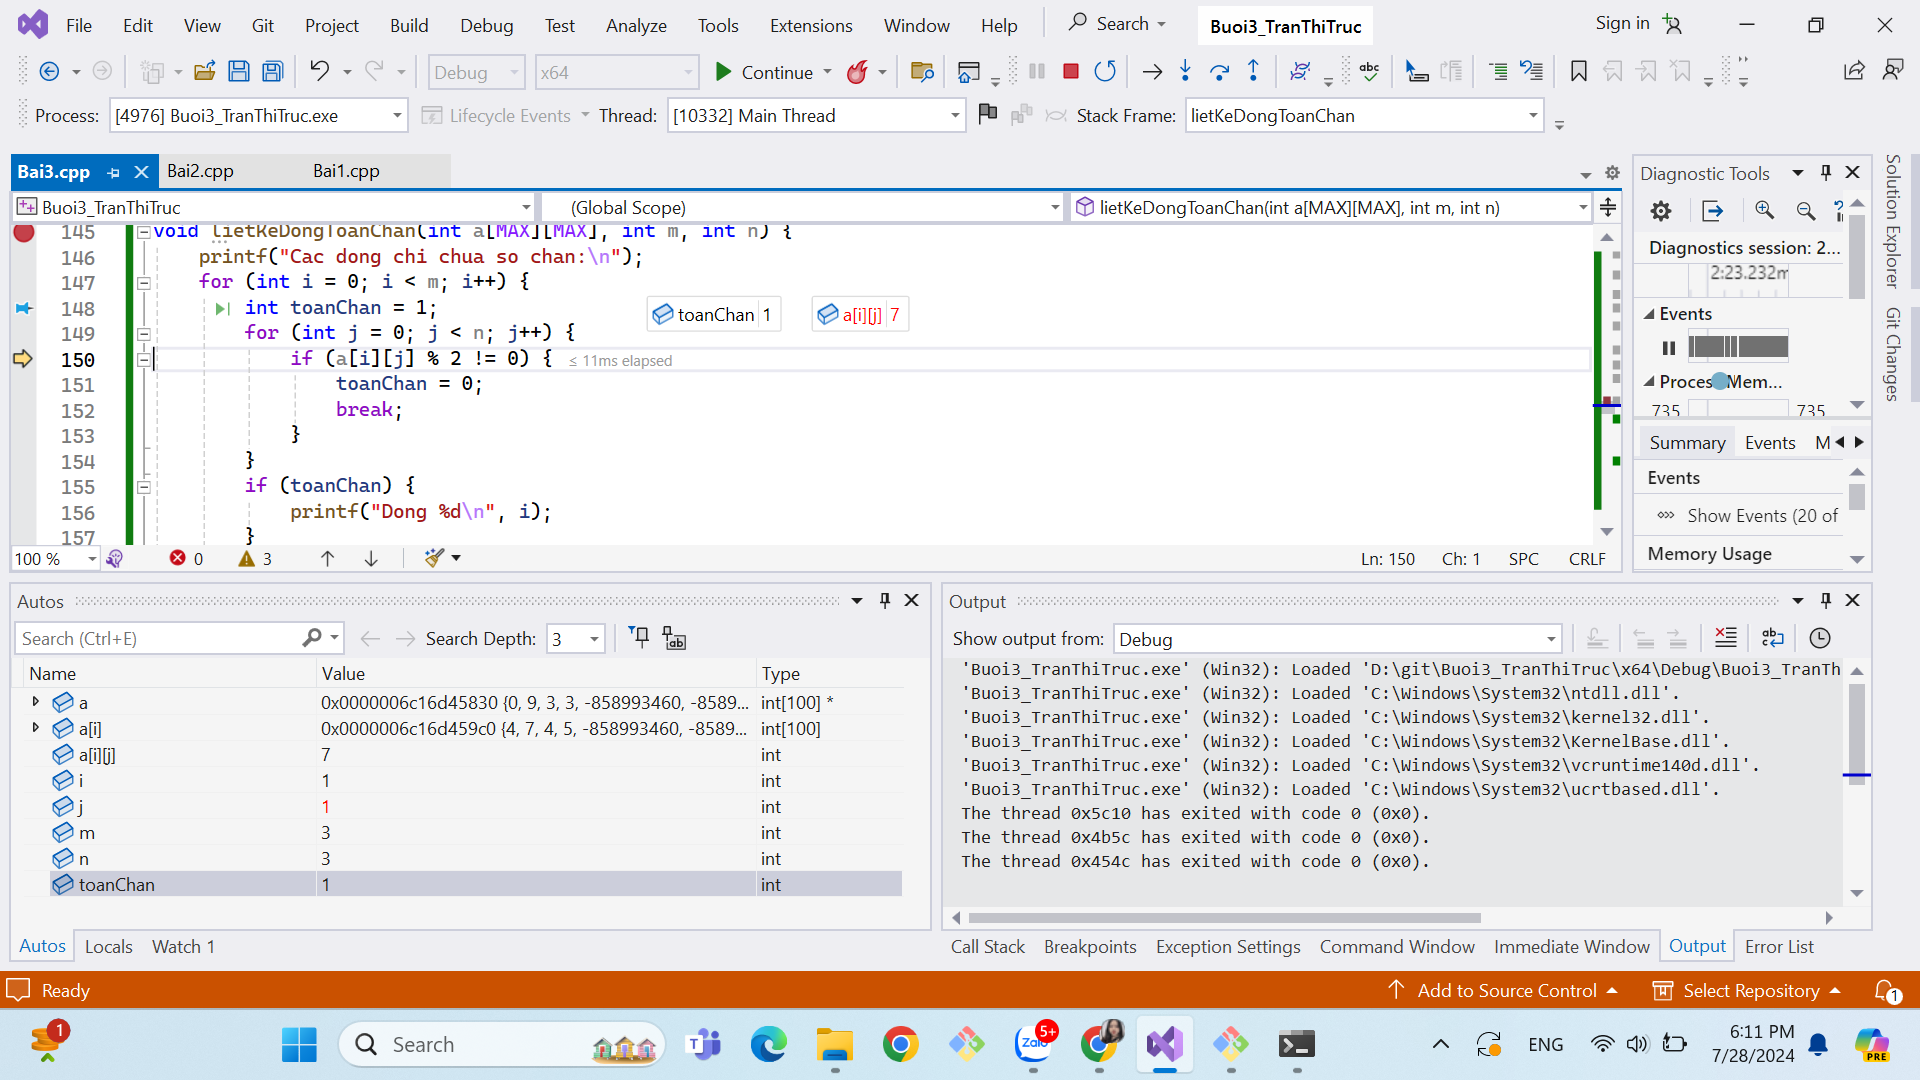 File Edit View Git Project Build Debug Test Analyze Tools Extensions Window Help Search Buoi3_TranThiTruc Sign in
Debug x64 Continue abc
Process: [4976] Buoi3_TranThiTruc.exe Lifecycle Events Thread: [10332] Main Thread Stack Frame: lietKeDongToanChan
Bai3.cpp Bai2.cpp Bai1.cpp
Buoi3_TranThiTruc (Global Scope) lietKeDongToanChan(int a[MAX][MAX], int m, int n)
145 void lietKeDongToanChan(int a[MAX][MAX], int m, int n) {
146 printf("Cac dong chi chua so chan:\n");
147 for (int i = 0; i < m; i++) {
148 int toanChan = 1; toanChan 1 a[i][j] 7
149 for (int j = 0; j < n; j++) {
150 if (a[i][j] % 2 != 0) { ≤ 11ms elapsed
151 toanChan = 0;
152 break;
153 }
154 }
155 if (toanChan) {
156 printf("Dong %d\n", i);
157 }
100 % 0 3 Ln: 150 Ch: 1 SPC CRLF
Diagnostic Tools
Diagnostics session: 2...
2:23.232m
Events
Proces Mem...
735 735
Summary Events M
Events
Show Events (20 of
Memory Usage
Solution Explorer
Git Changes
Autos
Search (Ctrl+E) Search Depth: 3
Name Value Type
a 0x0000006c16d45830 {0, 9, 3, 3, -858993460, -8589... int[100] *
a[i] 0x0000006c16d459c0 {4, 7, 4, 5, -858993460, -8589... int[100]
a[i][j] 7 int
i 1 int
j 1 int
m 3 int
n 3 int
toanChan 1 int
Autos Locals Watch 1
Output
Show output from: Debug
'Buoi3_TranThiTruc.exe' (Win32): Loaded 'D:\git\Buoi3_TranThiTruc\x64\Debug\Buoi3_TranTh
'Buoi3_TranThiTruc.exe' (Win32): Loaded 'C:\Windows\System32\ntdll.dll'.
'Buoi3_TranThiTruc.exe' (Win32): Loaded 'C:\Windows\System32\kernel32.dll'.
'Buoi3_TranThiTruc.exe' (Win32): Loaded 'C:\Windows\System32\KernelBase.dll'.
'Buoi3_TranThiTruc.exe' (Win32): Loaded 'C:\Windows\System32\vcruntime140d.dll'.
'Buoi3_TranThiTruc.exe' (Win32): Loaded 'C:\Windows\System32\ucrtbased.dll'.
The thread 0x5c10 has exited with code 0 (0x0).
The thread 0x4b5c has exited with code 0 (0x0).
The thread 0x454c has exited with code 0 (0x0).
Call Stack Breakpoints Exception Settings Command Window Immediate Window Output Error List
Ready Add to Source Control Select Repository 1
1 Search 5+ Zalo ENG 6:11 PM
7/28/2024 PRE